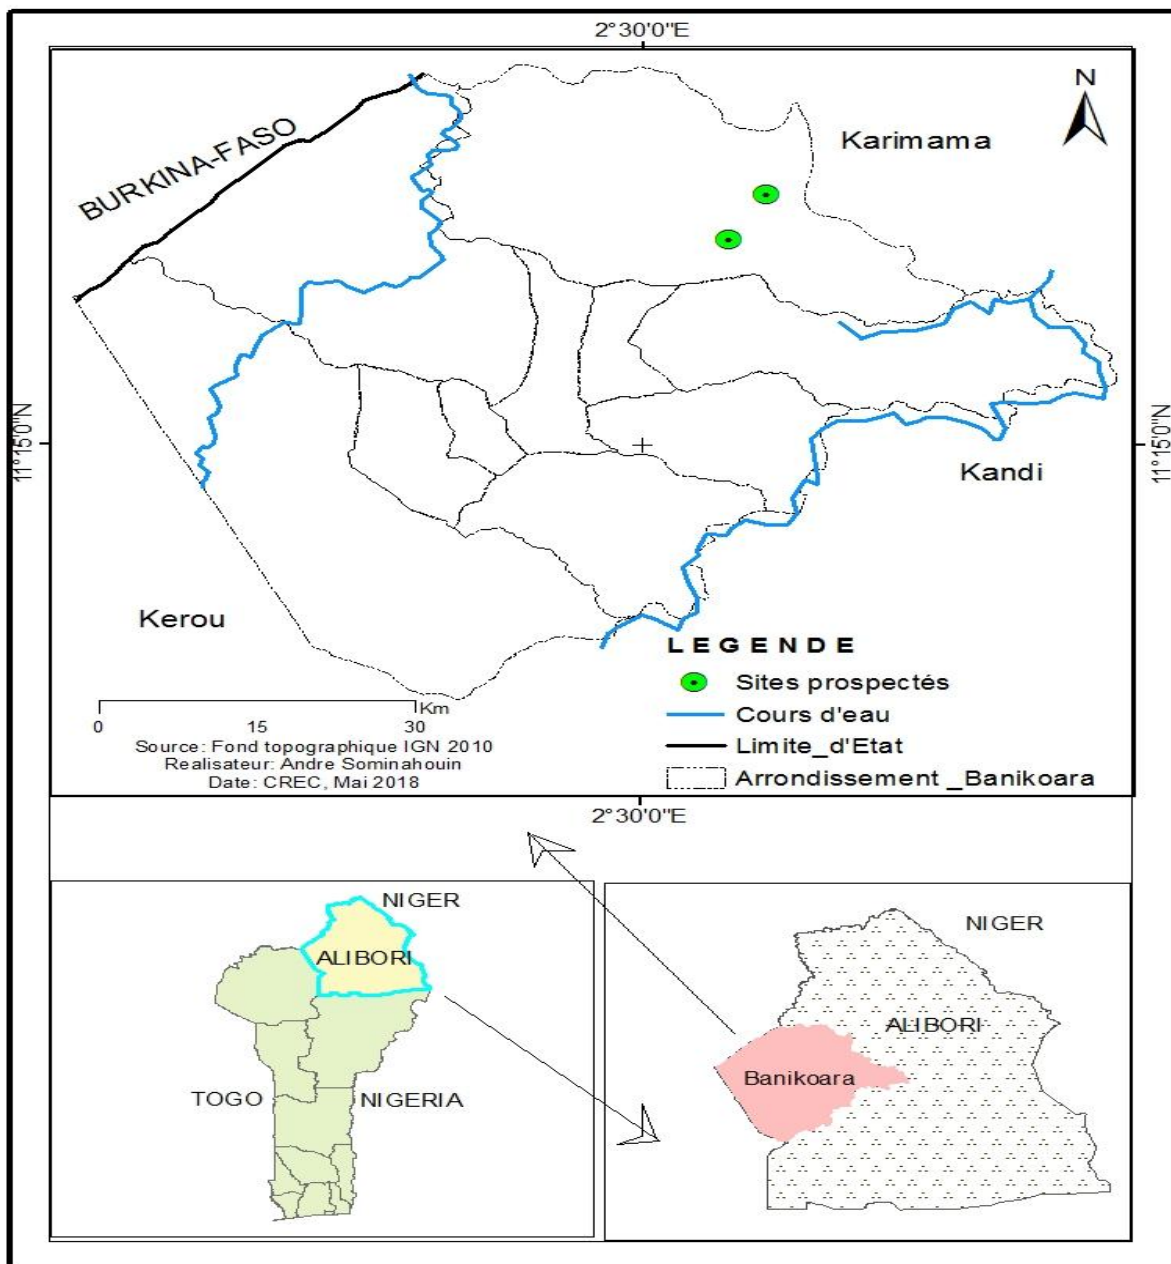 2°30'0"E
N
BURKINA-FASO
Karimama
11°15'0"N
11°15'0"N
Kandi
Kerou
LEGENDE
Sites prospectés
Cours d'eau
Limite_d'Etat
Arrondissement _Banikoara
Km
0 15 30
Source: Fond topographique IGN 2010
Realisateur: Andre Sominahouin
Date: CREC, Mai 2018
2°30'0"E
NIGER
ALIBORI
TOGO
NIGERIA
NIGER
ALIBORI
Banikoara